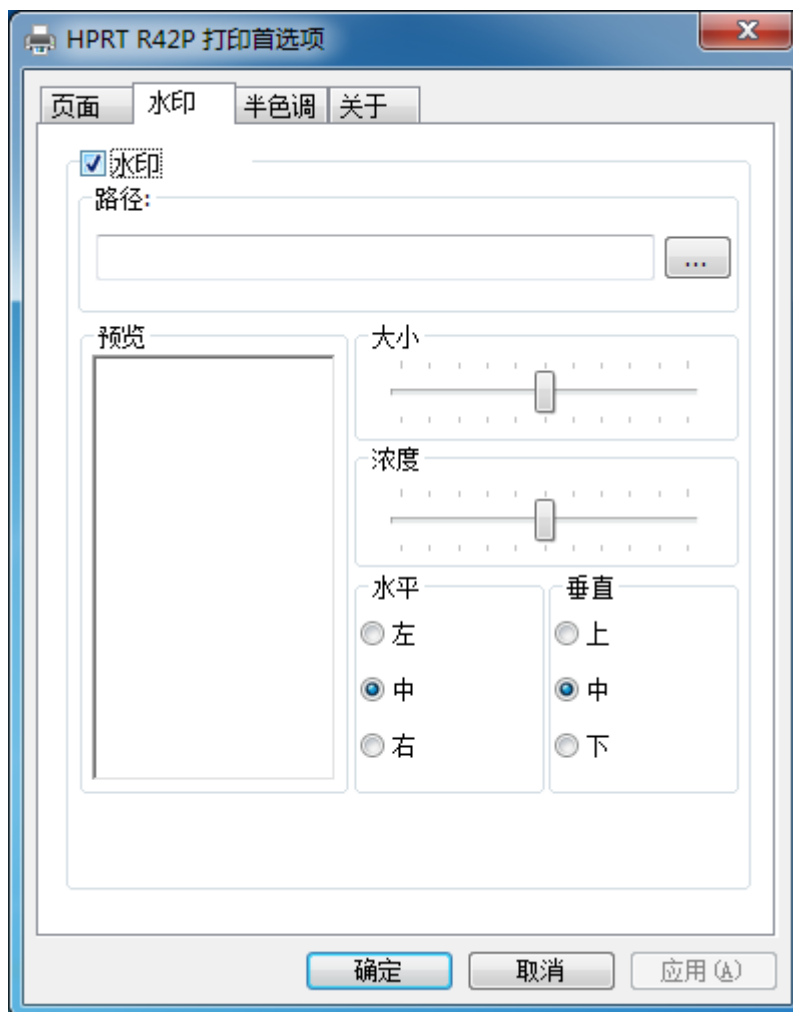 HPRT R42P 打印首选项
页面 水印 半色调 关于
水印
路径:
...
预览
大小
浓度
水平 垂直
左 上
中 中
右 下
确定 取消 应用(A)